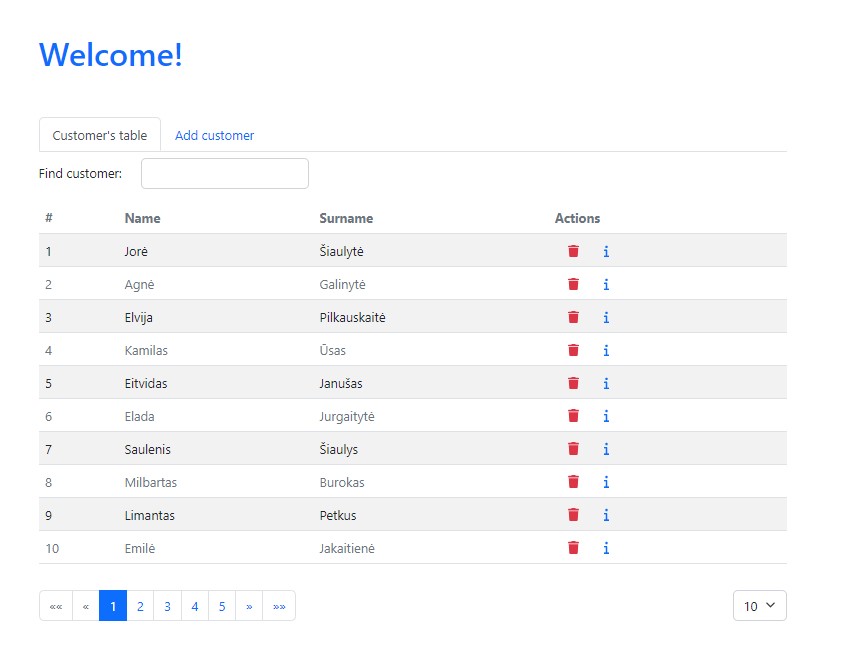 Welcome!
Customer's table Add customer
Find customer:
# Name Surname Actions
1 Jorė Šiaulytė
2 Agnė Galinytė
3 Elvija Pilkauskaitė
4 Kamilas Ūsas
5 Eitvidas Janušas
6 Elada Jurgaitytė
7 Saulenis Šiaulys
8 Milbartas Burokas
9 Limantas Petkus
10 Emilė Jakaitienė
«« « 1 2 3 4 5 » »» 10